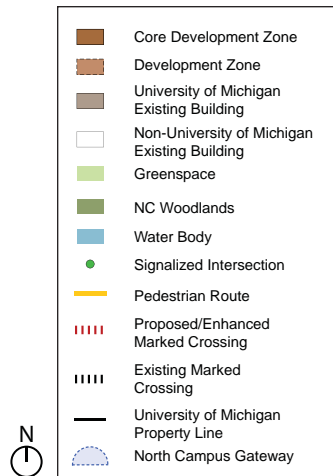 Core Development Zone
Development Zone
University of Michigan
Existing Building
Non-University of Michigan
Existing Building
Greenspace
NC Woodlands
Water Body
Signalized Intersection
Pedestrian Route
Proposed/Enhanced
Marked Crossing
Existing Marked
Crossing
University of Michigan
Property Line
North Campus Gateway
N